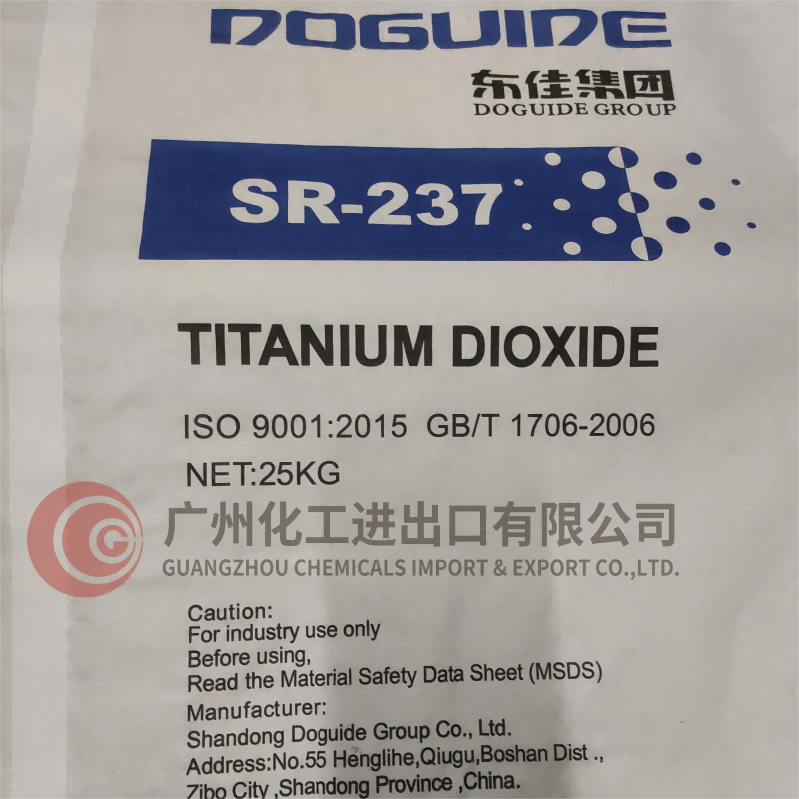 DOGUIDE
东佳集团
DOGUIDE GROUP
SR-237
TITANIUM DIOXIDE
ISO 9001:2015 GB/T 1706-2006
NET:25KG
广州化工进出口有限公司
GUANGZHOU CHEMICALS IMPORT & EXPORT CO.,LTD.
Caution:
For industry use only
Before using,
Read the Material Safety Data Sheet (MSDS)
Manufacturer:
Shandong Doguide Group Co., Ltd.
Address:No.55 Henglihe,Qiugu,Boshan Dist .,
Zibo City ,Shandong Province ,China.